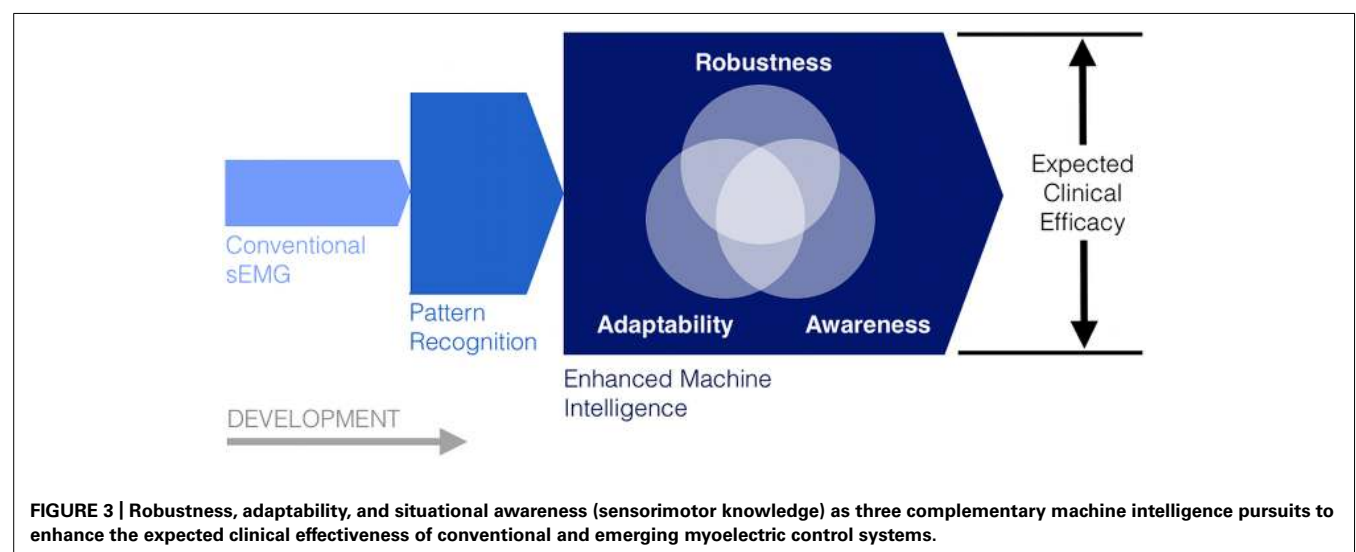 Robustness
Expected
Clinical
Efficacy
Conventional
sEMG
Pattern
Recognition
Adaptability
Awareness
Enhanced Machine
Intelligence
DEVELOPMENT
FIGURE 3 | Robustness, adaptability, and situational awareness (sensorimotor knowledge) as three complementary machine intelligence pursuits to
enhance the expected clinical effectiveness of conventional and emerging myoelectric control systems.